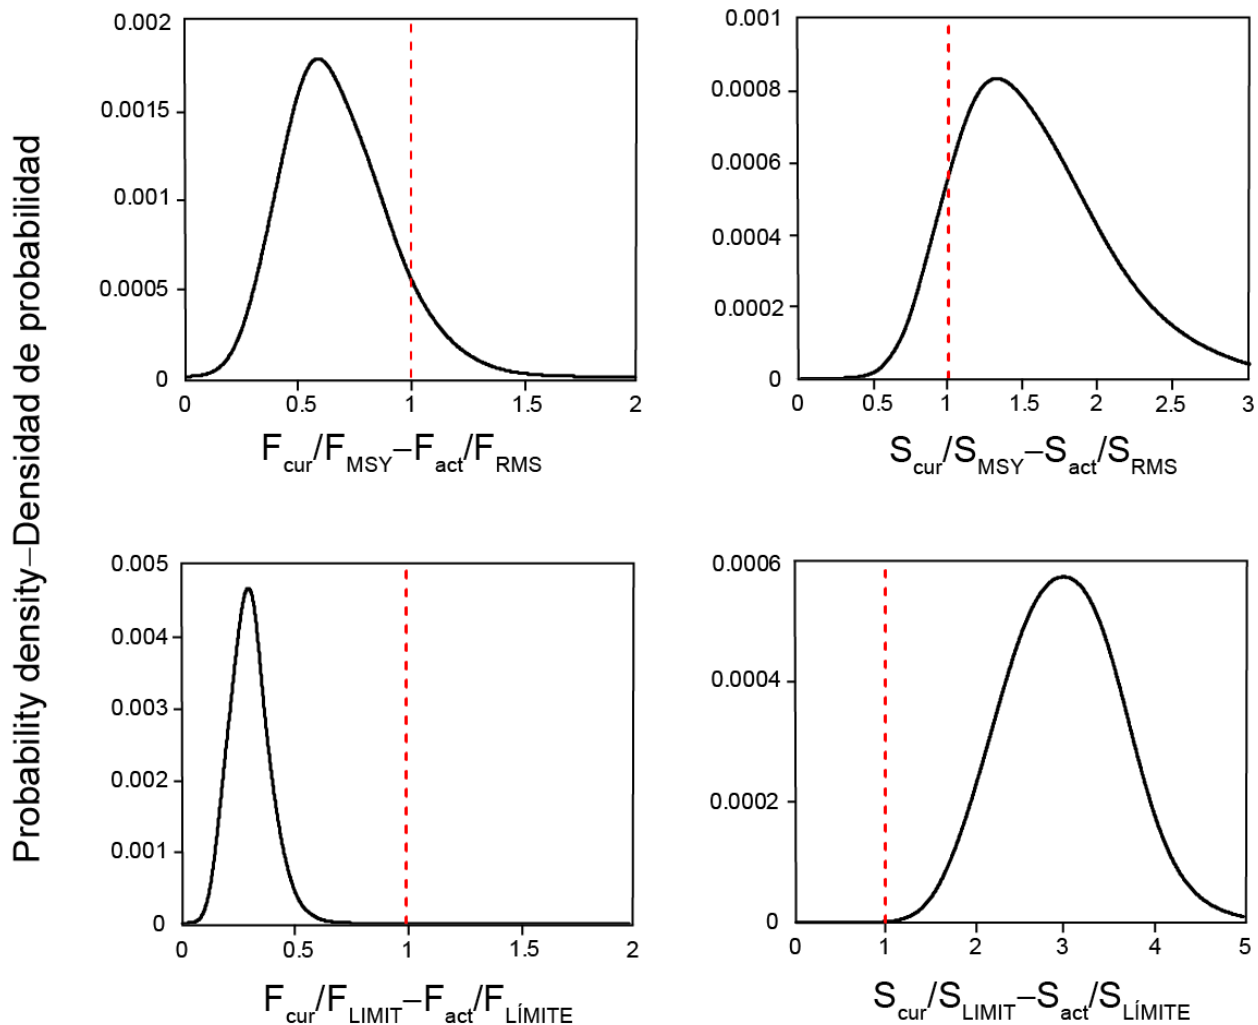 Probability density–Densidad de probabilidad
0.002
0.0015
0.001
0.0005
0
0 0.5 1 1.5 2
Fcur/FMSY–Fact/FRMS
0.001
0.0008
0.0006
0.0004
0.0002
0
0 0.5 1 1.5 2 2.5 3
Scur/SMSY–Sact/SRMS
0.005
0.004
0.003
0.002
0.001
0
0 0.5 1 1.5 2
Fcur/FLIMIT–Fact/FLÍMITE
0.0006
0.0004
0.0002
0
0 1 2 3 4 5
Scur/SLIMIT–Sact/SLÍMITE